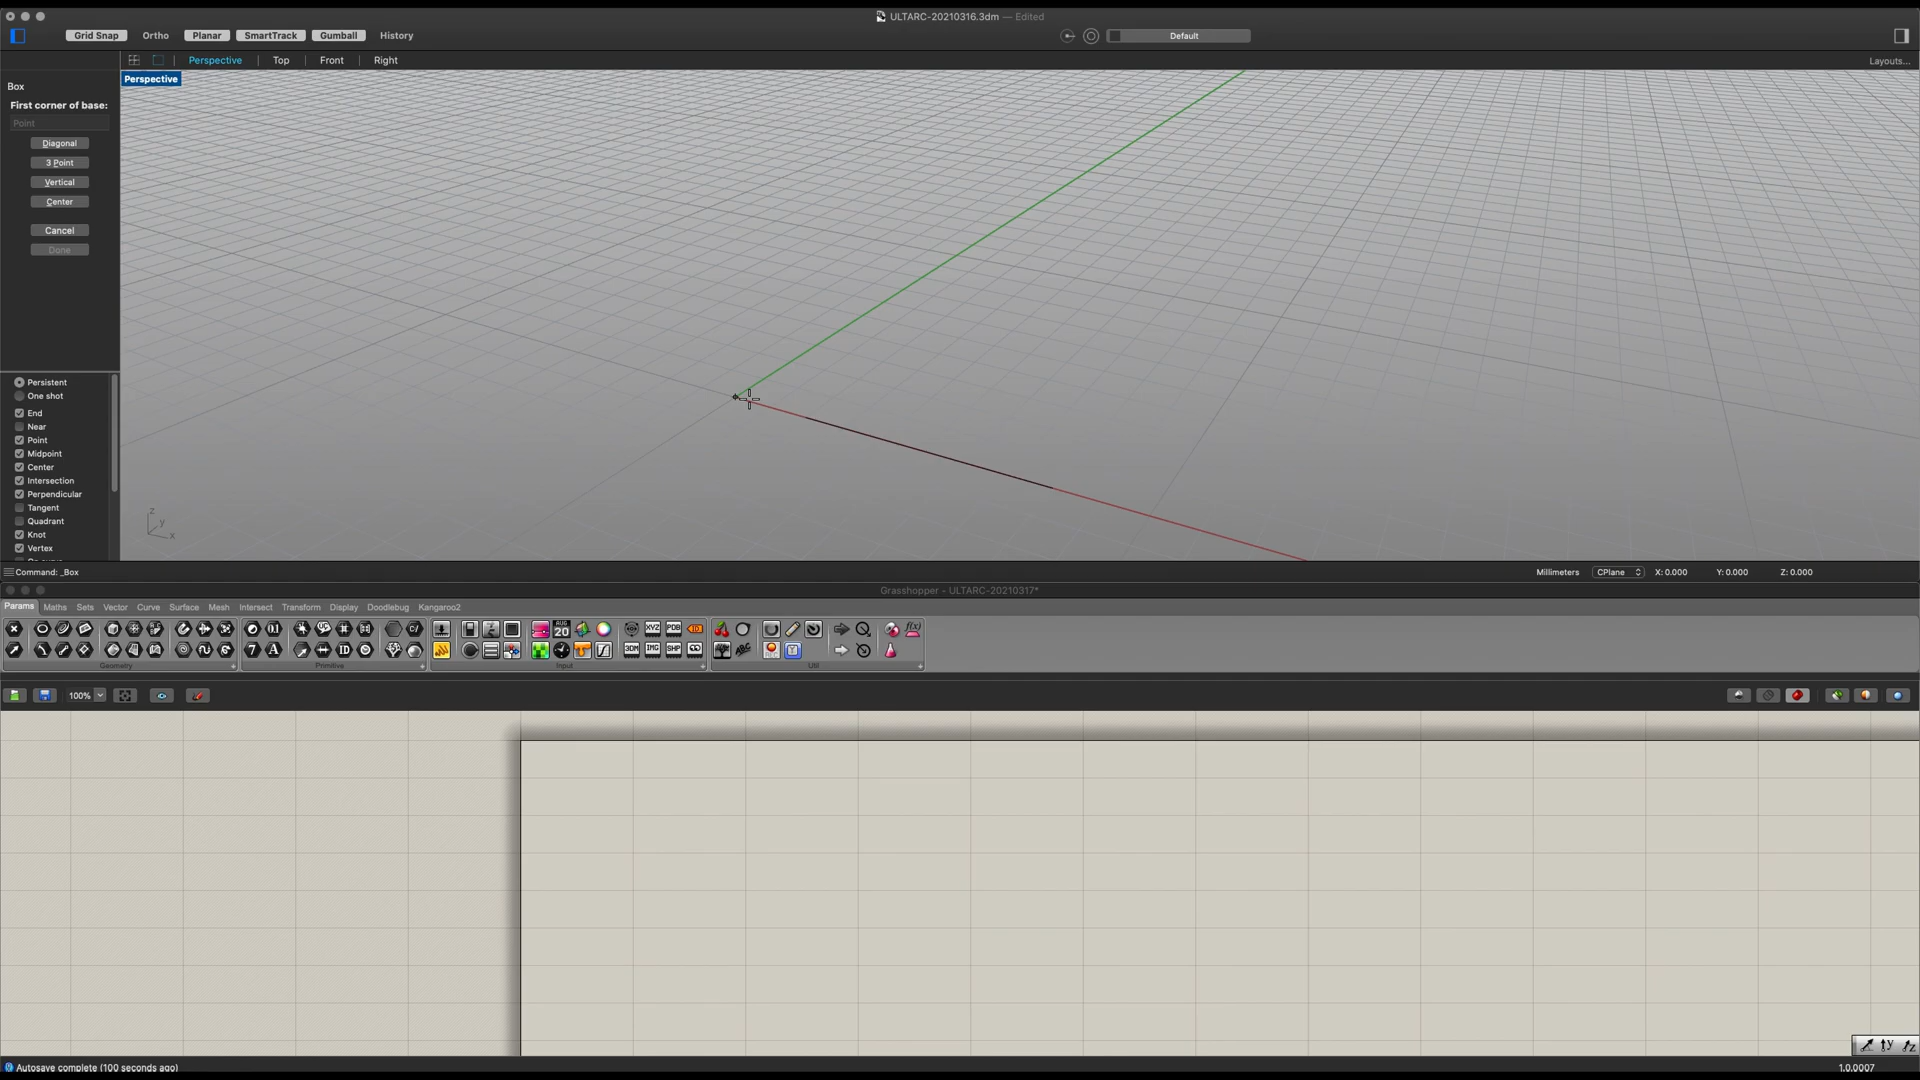 ULTARC-20210316.3dm — Edited
Grid Snap Ortho Planar SmartTrack Gumball History Default
Perspective Top Front Right Layouts...
Perspective
Box
First corner of base:
Point
Diagonal
3 Point
Vertical
Center
Cancel
Done
Persistent
One shot
End
Near
Point
Midpoint
Center
Intersection
Perpendicular
Tangent
Quadrant
Knot
Vertex
z
y
x
Command: _Box
Millimeters CPlane X: 0.000 Y: 0.000 Z: 0.000
Grasshopper - ULTARC-20210317*
Params Maths Sets Vector Curve Surface Mesh Intersect Transform Display Doodlebug Kangaroo2
Geometry Primitive Input Util
100%
Autosave complete (100 seconds ago) 1.0.0007